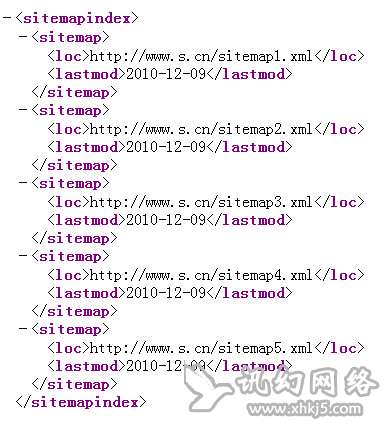 -<sitemapindex>
-<sitemap>
<loc>http://www.s.cn/sitemap1.xml</loc>
<lastmod>2010-12-09</lastmod>
</sitemap>
-<sitemap>
<loc>http://www.s.cn/sitemap2.xml</loc>
<lastmod>2010-12-09</lastmod>
</sitemap>
-<sitemap>
<loc>http://www.s.cn/sitemap3.xml</loc>
<lastmod>2010-12-09</lastmod>
</sitemap>
-<sitemap>
<loc>http://www.s.cn/sitemap4.xml</loc>
<lastmod>2010-12-09</lastmod>
</sitemap>
-<sitemap>
<loc>http://www.s.cn/sitemap5.xml</loc>
<lastmod>2010-12-09</lastmod>
</sitemap>
</sitemapindex>
讯幻网络
www.xhkj5.com